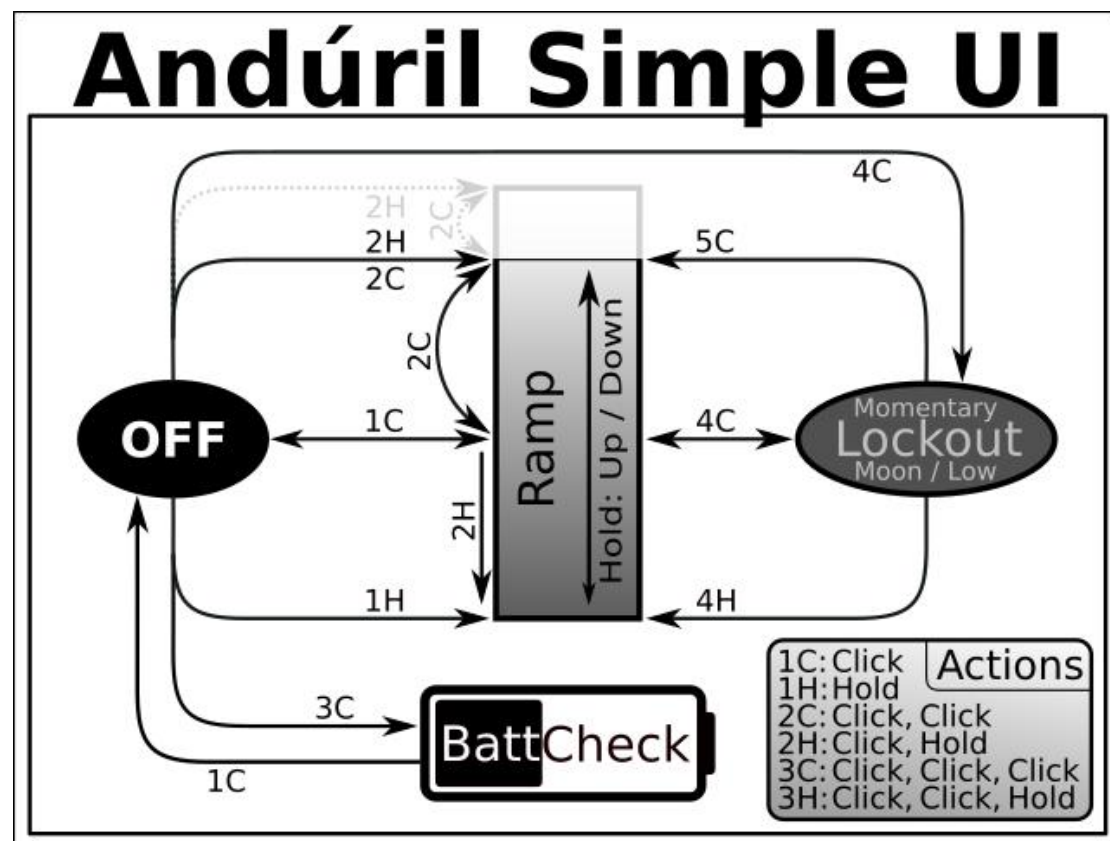 Andúril Simple UI
4C
2H
2C
2H
2C
5C
2C
Ramp
Hold: Up / Down
OFF
1C
4C
Momentary
Lockout
Moon / Low
2H
1H
4H
3C
BattCheck
1C
Actions
1C: Click
1H: Hold
2C: Click, Click
2H: Click, Hold
3C: Click, Click, Click
3H: Click, Click, Hold